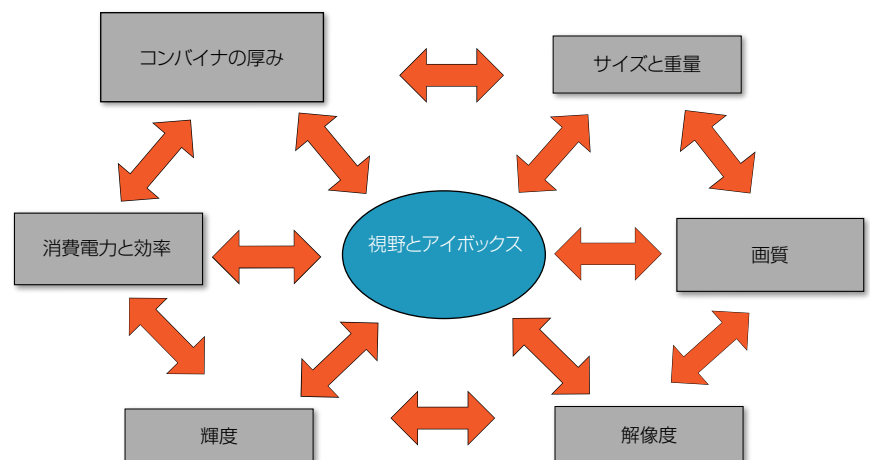 コンバイナの厚み
サイズと重量
消費電力と効率
視野とアイボックス
画質
輝度
解像度